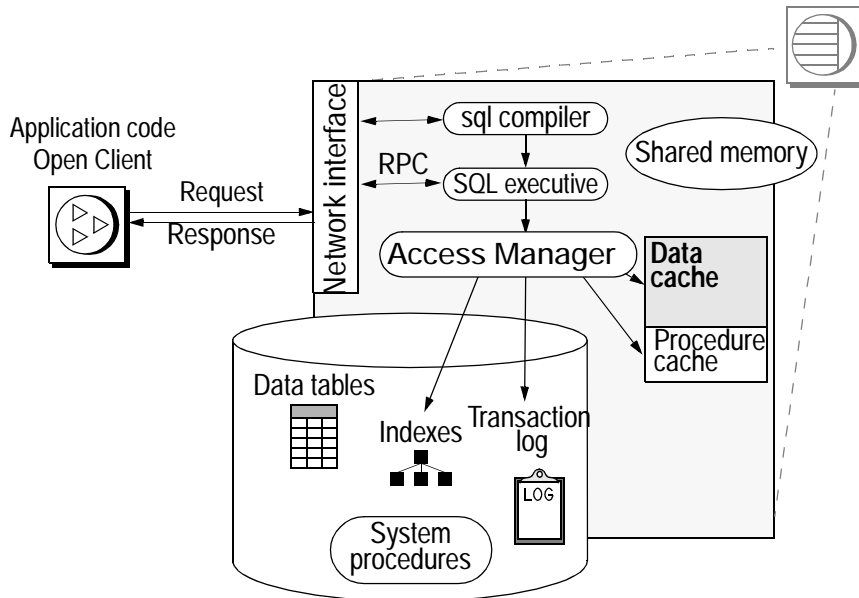 Application code
Open Client
Request
Response
Network interface
sql compiler
RPC
SQL executive
Shared memory
Access Manager
Data
cache
Procedure
cache
Data tables
Indexes
Transaction
log
LOG
System
procedures